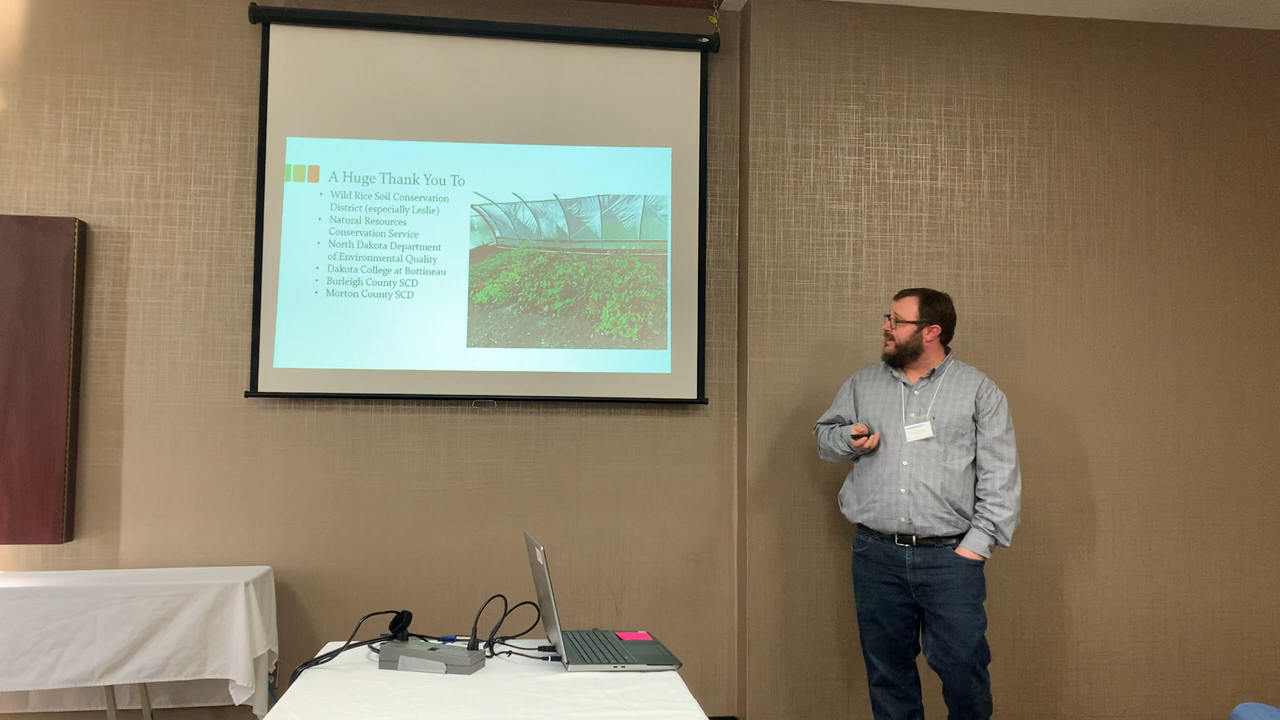 A Huge Thank You To
• Wild Rice Soil Conservation
District (especially Leslie)
• Natural Resources
Conservation Service
• North Dakota Department
of Environmental Quality
• Dakota College at Bottineau
• Burleigh County SCD
• Morton County SCD